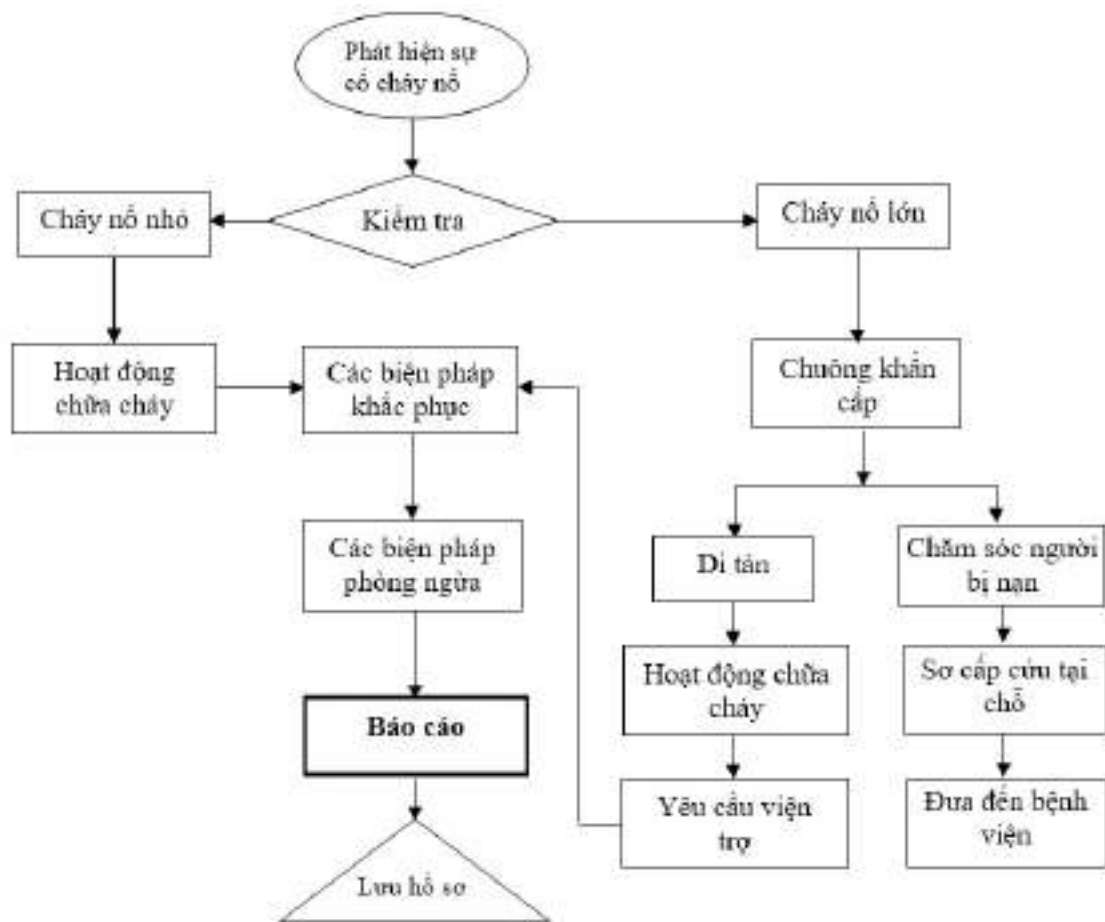 Phát hiện sự
cố cháy nổ
Cháy nổ nhỏ
Kiểm tra
Cháy nổ lớn
Hoạt động
chữa cháy
Các biện pháp
khắc phục
Chuông khẩn
cấp
Các biện pháp
phòng ngừa
Di tản
Chăm sóc người
bị nạn
Hoạt động chữa
cháy
Sơ cấp cứu tại
chỗ
Báo cáo
Yêu cầu viện
trợ
Đưa đến bệnh
viện
Lưu hồ sơ